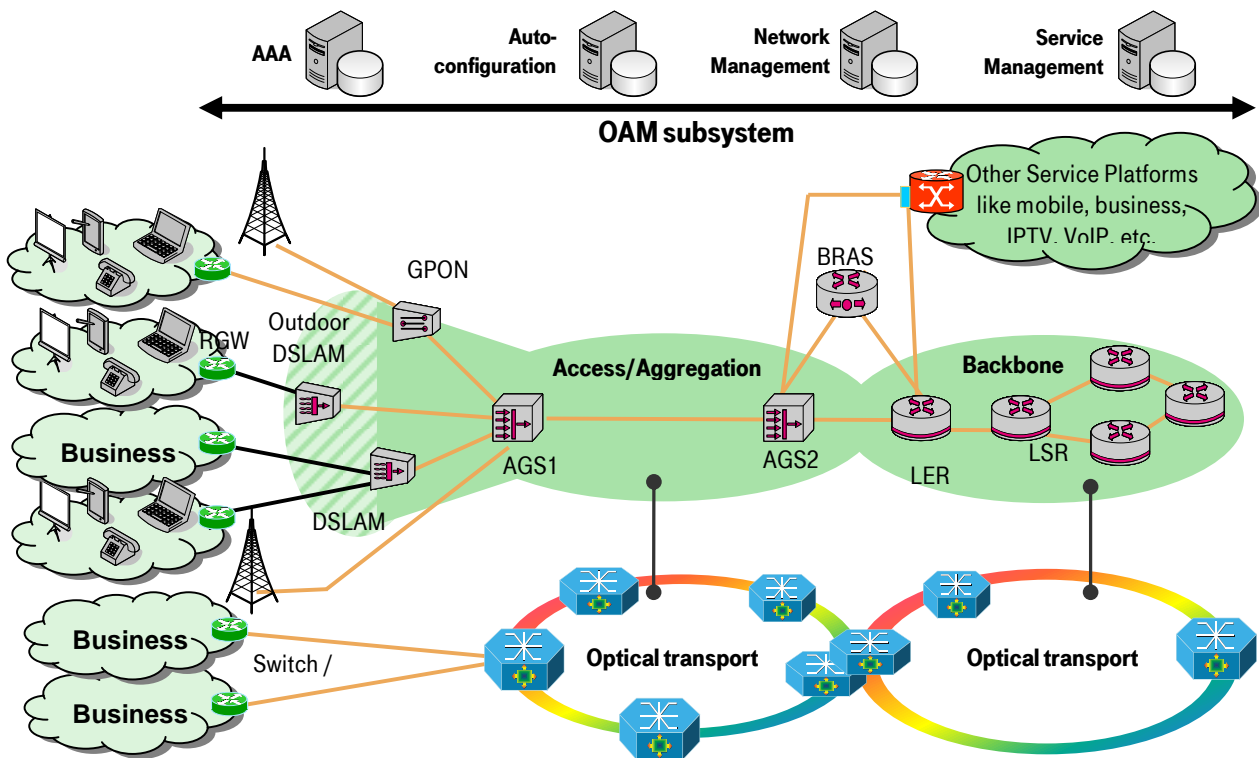 AAA
Auto-
configuration
Network
Management
Service
Management
OAM subsystem
Other Service Platforms
like mobile, business,
IPTV, VoIP, etc.
BRAS
GPON
Outdoor
DSLAM
RGW
Access/Aggregation
Backbone
Business
AGS1
AGS2
LER
LSR
DSLAM
Business
Switch /
Business
Optical transport
Optical transport